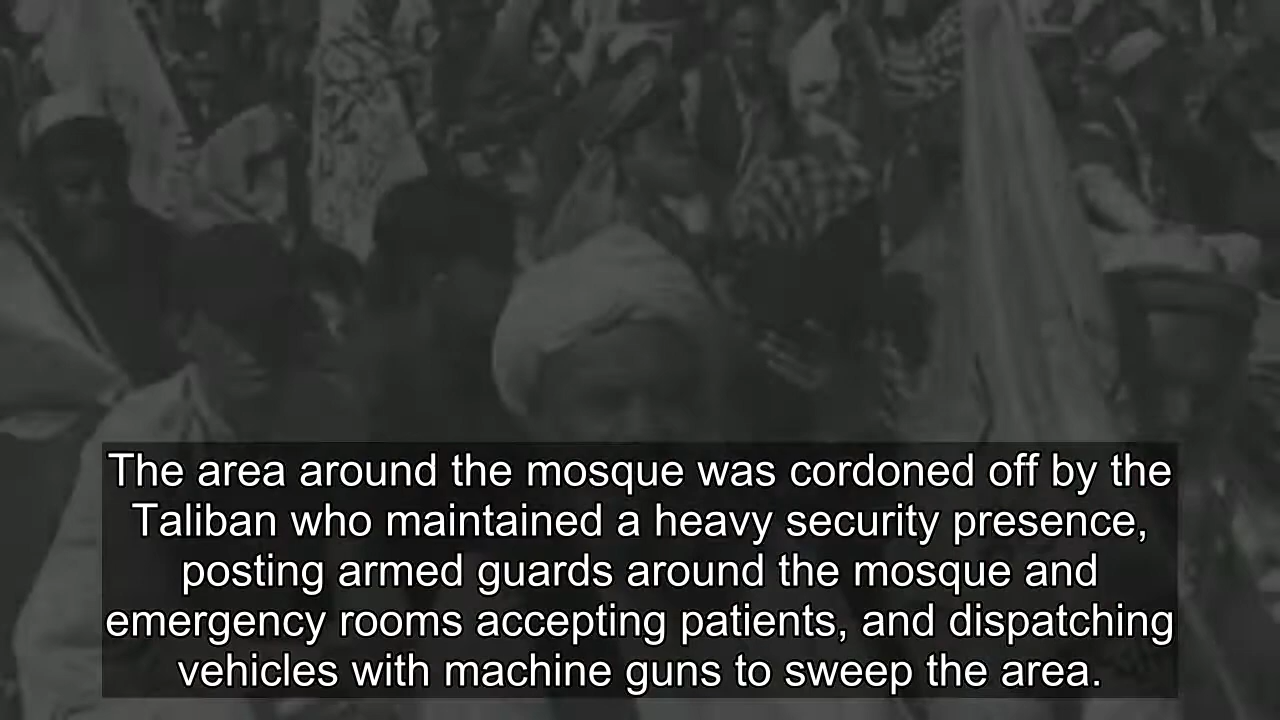 The area around the mosque was cordoned off by the
Taliban who maintained a heavy security presence,
posting armed guards around the mosque and
emergency rooms accepting patients, and dispatching
vehicles with machine guns to sweep the area.